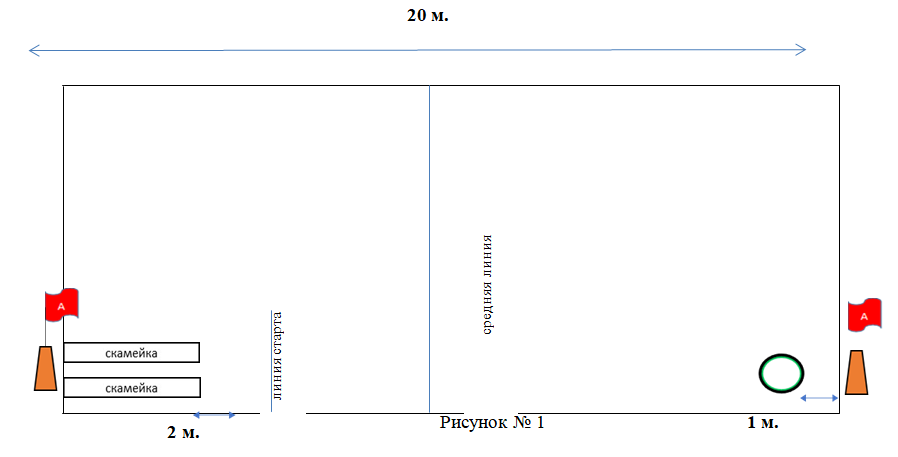 20 м.
средняя линия
А
А
линия старта
скамейка
скамейка
Рисунок № 1
2 м.
1 м.